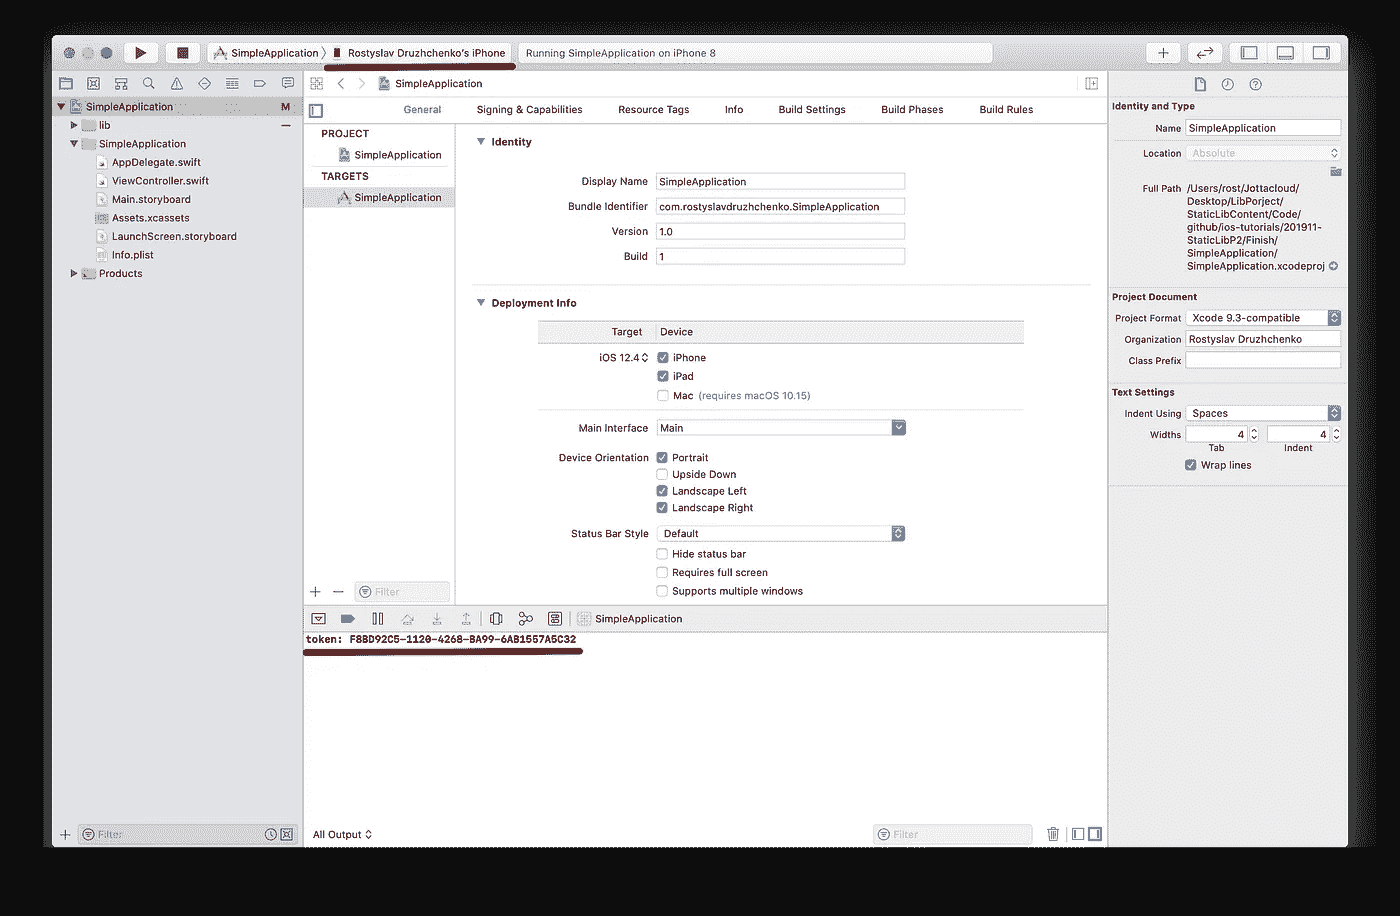 SimpleApplication 〉 Rostyslav Druzhchenko's iPhone
Running SimpleApplication on iPhone 8
SimpleApplication M
lib
SimpleApplication
AppDelegate.swift
ViewController.swift
Main.storyboard
Assets.xcassets
LaunchScreen.storyboard
Info.plist
Products
Filter
SimpleApplication
General Signing & Capabilities Resource Tags Info Build Settings Build Phases Build Rules
PROJECT
SimpleApplication
TARGETS
SimpleApplication
Filter
Identity
Display Name SimpleApplication
Bundle Identifier com.rostyslavdruzhchenko.SimpleApplication
Version 1.0
Build 1
Deployment Info
Target Device
iOS 12.4 iPhone
iPad
Mac (requires macOS 10.15)
Main Interface Main
Device Orientation Portrait
Upside Down
Landscape Left
Landscape Right
Status Bar Style Default
Hide status bar
Requires full screen
Supports multiple windows
SimpleApplication
token: F8BD92C5-1120-4268-BA99-6AB1557A5C32
All Output
Filter
Identity and Type
Name SimpleApplication
Location Absolute
Full Path /Users/rost/Jottacloud/
Desktop/LibPorject/
StaticLibContent/Code/
github/ios-tutorials/201911-
StaticLibP2/Finish/
SimpleApplication/
SimpleApplication.xcodeproj
Project Document
Project Format Xcode 9.3-compatible
Organization Rostyslav Druzhchenko
Class Prefix
Text Settings
Indent Using Spaces
Widths 4 4
Tab Indent
Wrap lines